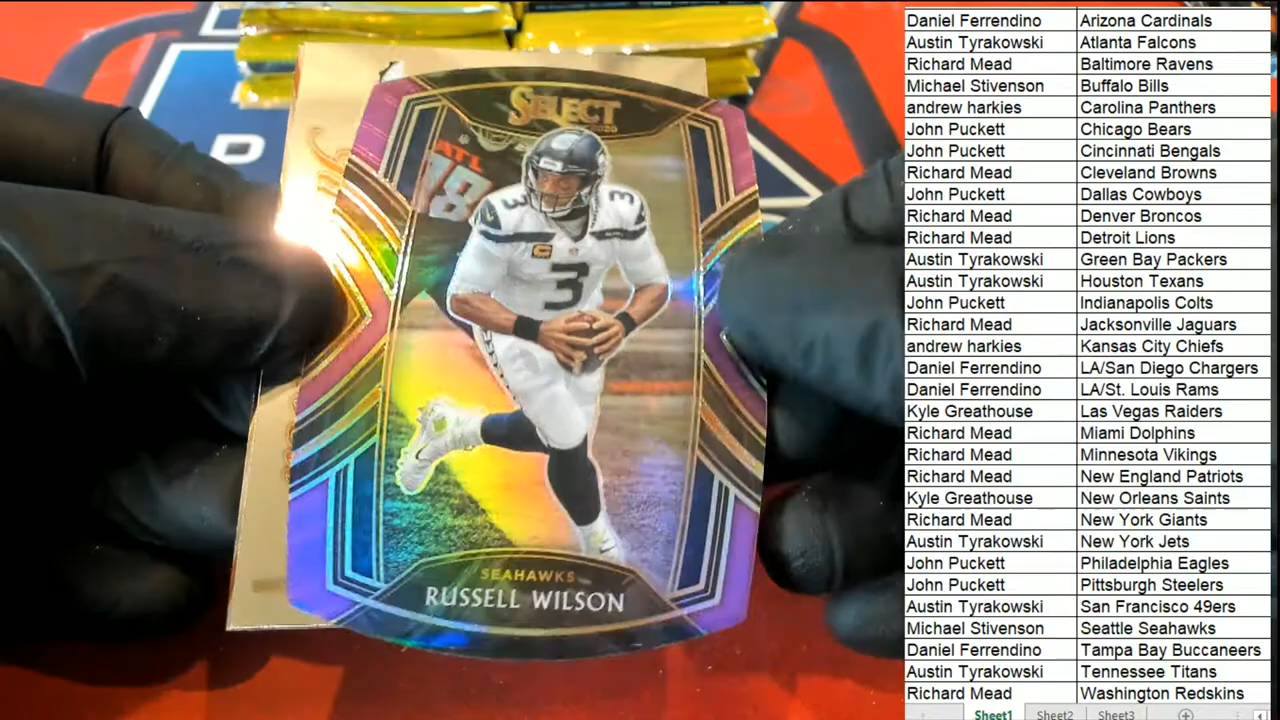 SELECT
2020
ATL
18
3
3
3
C
P
SEAHAWKS
RUSSELL WILSON
Daniel Ferrendino Arizona Cardinals
Austin Tyrakowski Atlanta Falcons
Richard Mead Baltimore Ravens
Michael Stivenson Buffalo Bills
andrew harkies Carolina Panthers
John Puckett Chicago Bears
John Puckett Cincinnati Bengals
Richard Mead Cleveland Browns
John Puckett Dallas Cowboys
Richard Mead Denver Broncos
Richard Mead Detroit Lions
Austin Tyrakowski Green Bay Packers
Austin Tyrakowski Houston Texans
John Puckett Indianapolis Colts
Richard Mead Jacksonville Jaguars
andrew harkies Kansas City Chiefs
Daniel Ferrendino LA/San Diego Chargers
Daniel Ferrendino LA/St. Louis Rams
Kyle Greathouse Las Vegas Raiders
Richard Mead Miami Dolphins
Richard Mead Minnesota Vikings
Richard Mead New England Patriots
Kyle Greathouse New Orleans Saints
Richard Mead New York Giants
Austin Tyrakowski New York Jets
John Puckett Philadelphia Eagles
John Puckett Pittsburgh Steelers
Austin Tyrakowski San Francisco 49ers
Michael Stivenson Seattle Seahawks
Daniel Ferrendino Tampa Bay Buccaneers
Austin Tyrakowski Tennessee Titans
Richard Mead Washington Redskins
Sheet1 Sheet2 Sheet3